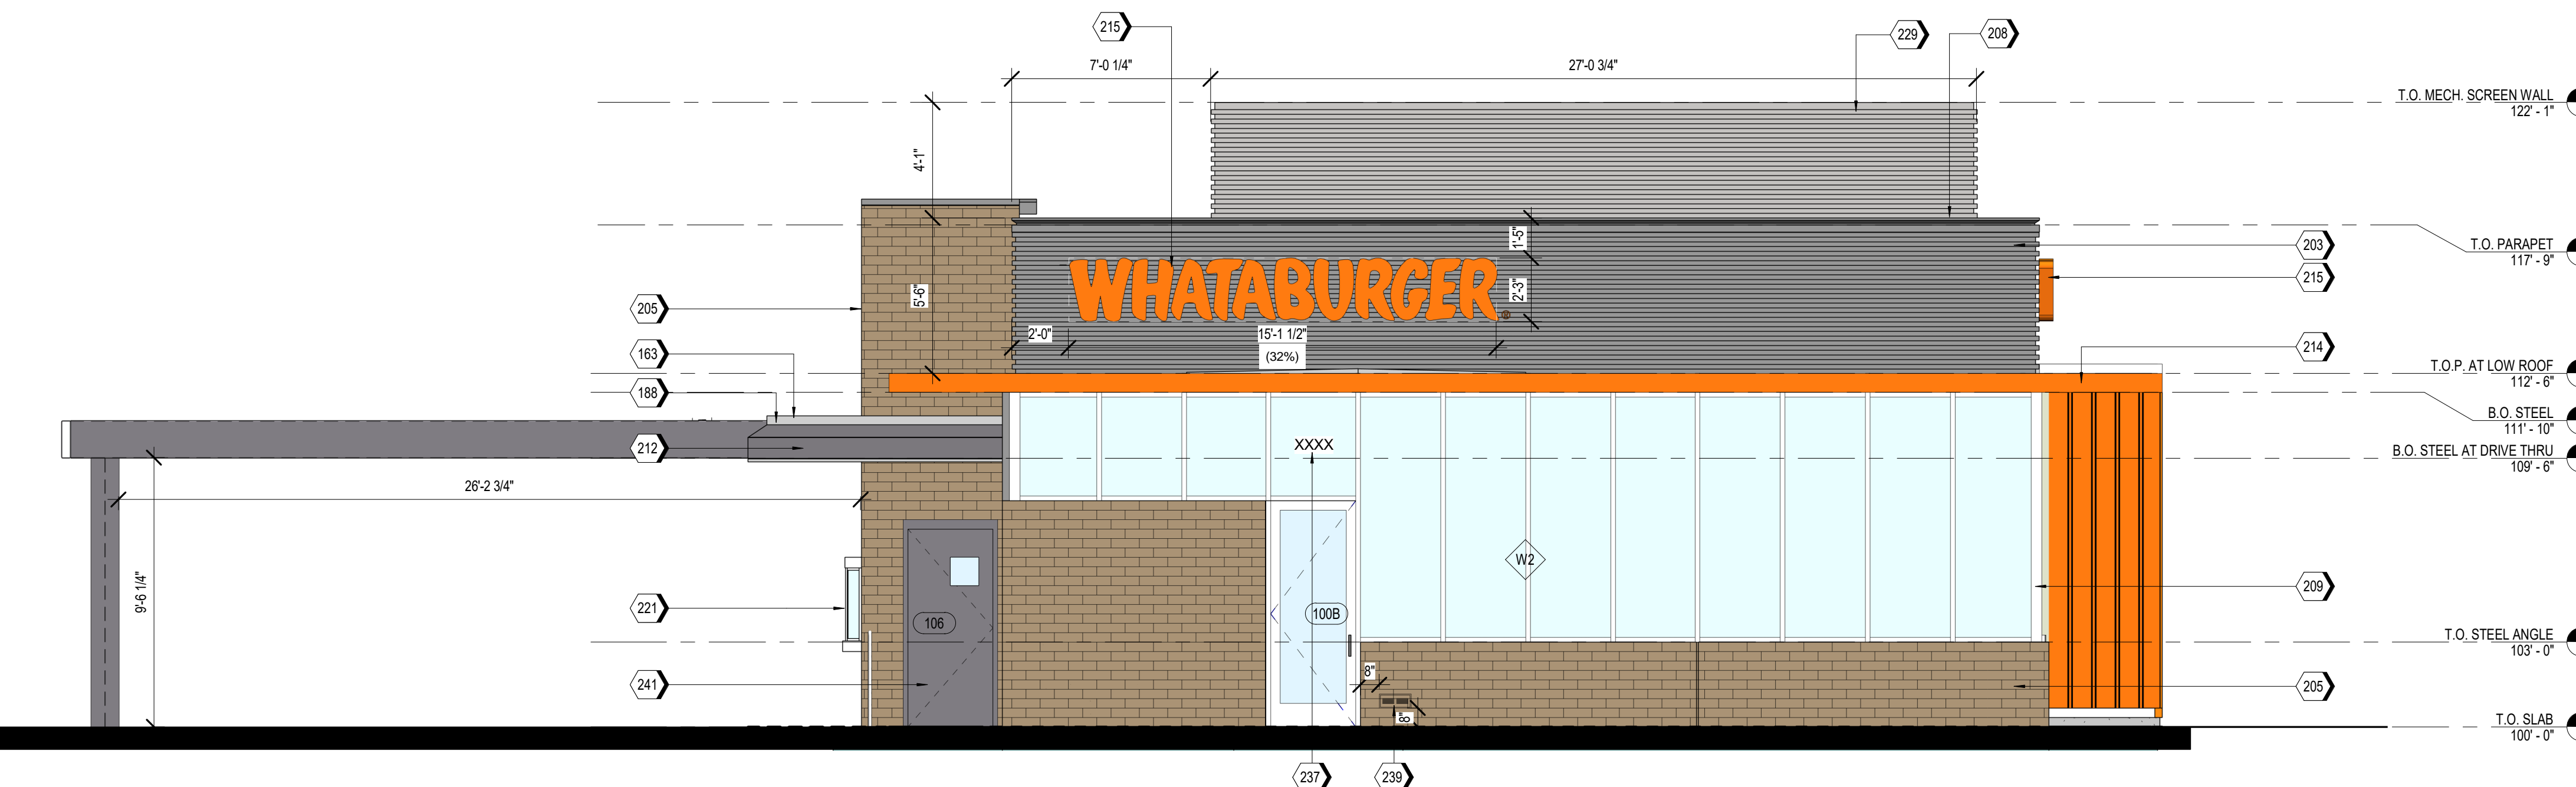 215
229
208
7'-0 1/4"
27'-0 3/4"
T.O. MECH. SCREEN WALL
122' - 1"
4'-1"
1'-5"
203
T.O. PARAPET
117' - 9"
WHATABURGER®
215
205
5'-6"
2'-3"
2'-0"
15'-1 1/2"
(32%)
163
214
T.O.P. AT LOW ROOF
112' - 6"
188
B.O. STEEL
111' - 10"
212
XXXX
B.O. STEEL AT DRIVE THRU
109' - 6"
26'-2 3/4"
W2
9'-6 1/4"
221
106
100B
209
T.O. STEEL ANGLE
103' - 0"
241
8"
205
8"
T.O. SLAB
100' - 0"
237
239